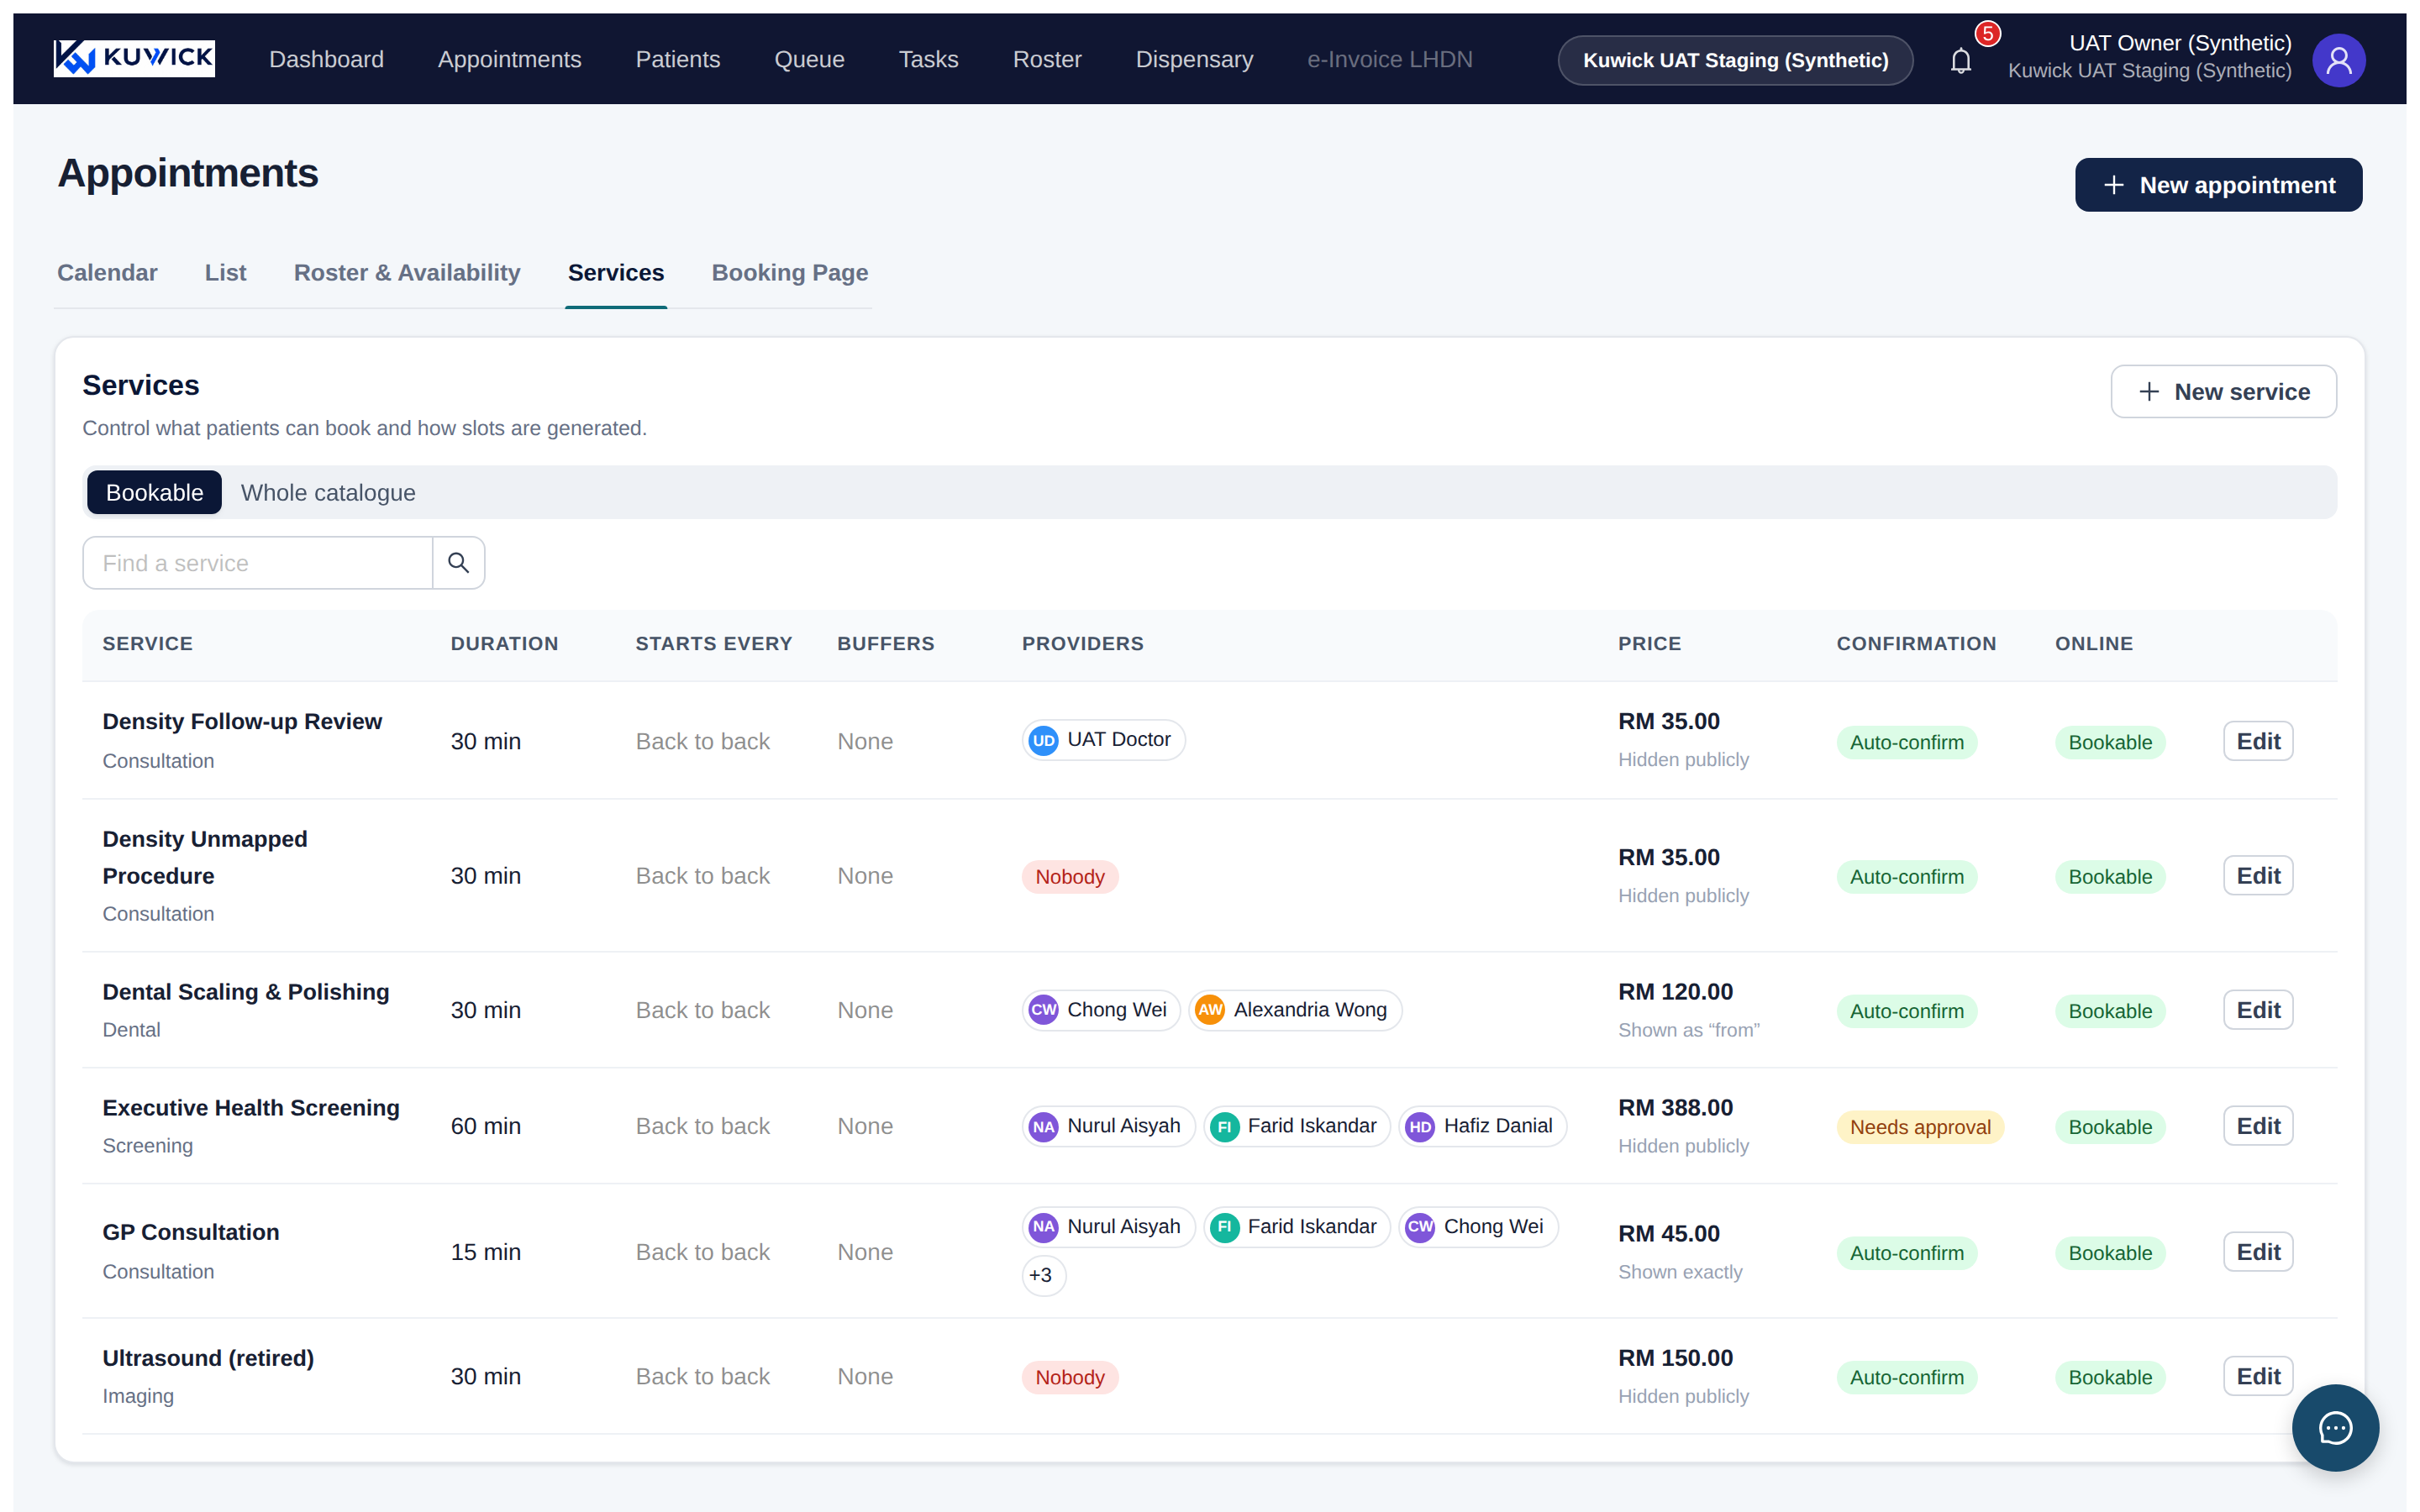 KUWICK
Dashboard
Appointments
Patients
Queue
Tasks
Roster
Dispensary
e-Invoice LHDN
Kuwick UAT Staging (Synthetic)
5
UAT Owner (Synthetic)
Kuwick UAT Staging (Synthetic)
Appointments
New appointment
Calendar
List
Roster & Availability
Services
Booking Page
Services
Control what patients can book and how slots are generated.
New service
Bookable
Whole catalogue
Find a service
SERVICE
DURATION
STARTS EVERY
BUFFERS
PROVIDERS
PRICE
CONFIRMATION
ONLINE
Density Follow-up Review
Consultation
30 min
Back to back
None
UD UAT Doctor
RM 35.00
Hidden publicly
Auto-confirm
Bookable
Edit
Density Unmapped
Procedure
Consultation
30 min
Back to back
None
Nobody
RM 35.00
Hidden publicly
Auto-confirm
Bookable
Edit
Dental Scaling & Polishing
Dental
30 min
Back to back
None
CW Chong Wei
AW Alexandria Wong
RM 120.00
Shown as “from”
Auto-confirm
Bookable
Edit
Executive Health Screening
Screening
60 min
Back to back
None
NA Nurul Aisyah
FI Farid Iskandar
HD Hafiz Danial
RM 388.00
Hidden publicly
Needs approval
Bookable
Edit
GP Consultation
Consultation
15 min
Back to back
None
NA Nurul Aisyah
FI Farid Iskandar
CW Chong Wei
+3
RM 45.00
Shown exactly
Auto-confirm
Bookable
Edit
Ultrasound (retired)
Imaging
30 min
Back to back
None
Nobody
RM 150.00
Hidden publicly
Auto-confirm
Bookable
Edit